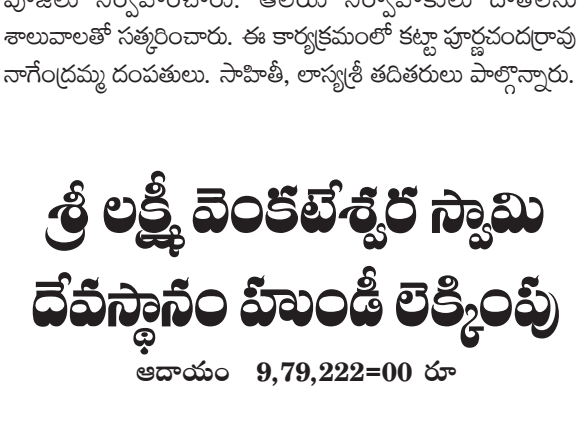 పూజలు నిర్వహించారు. ఆలయ నిర్వాహకులు దాతలను
శాలువాలతో సత్కరించారు. ఈ కార్యక్రమంలో కట్టా పూర్ణచంద్రరావు
నాగేంద్రమ్మ దంపతులు. సాహితీ, లాస్యశ్రీ తదితరులు పాల్గొన్నారు.
శ్రీ లక్ష్మీ వెంకటేశ్వర స్వామి
దేవస్థానం హుండీ లెక్కింపు
ఆదాయం 9,79,222=00 రూ